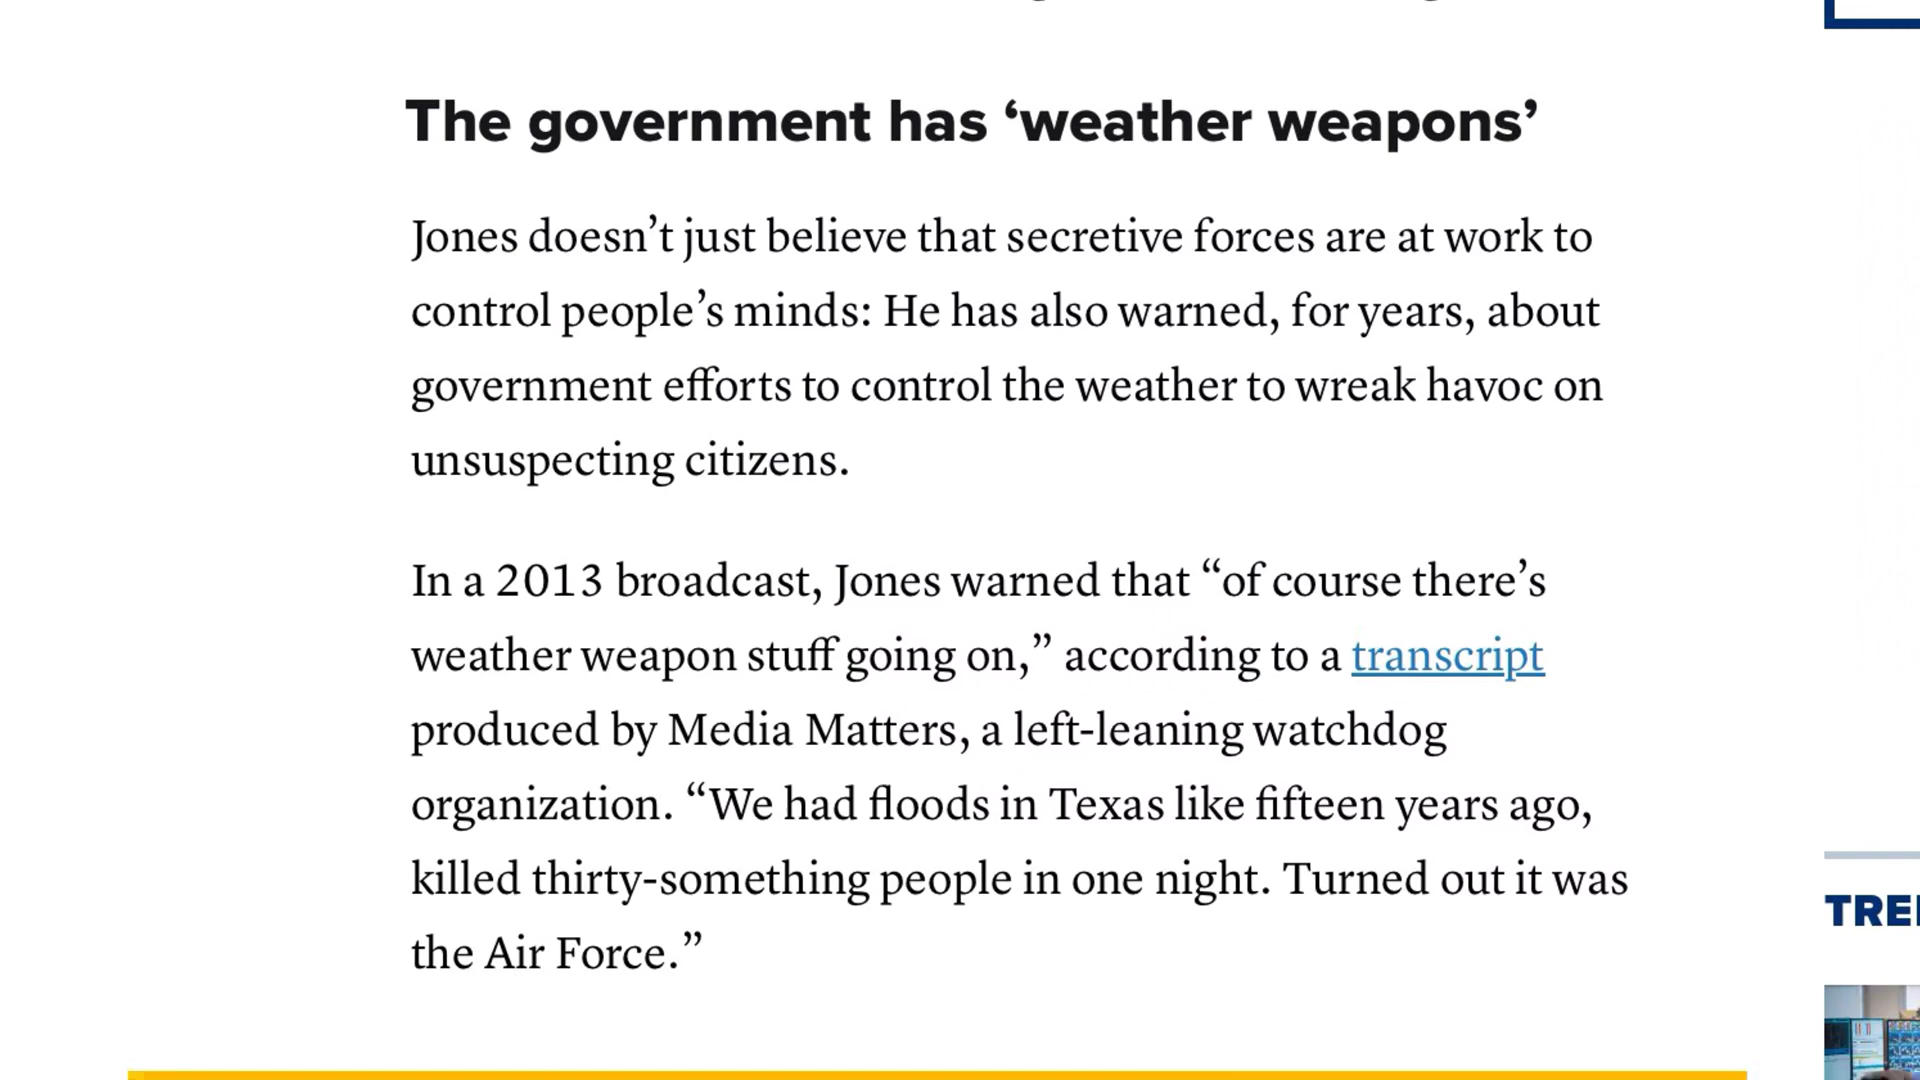 The government has ‘weather weapons’
Jones doesn’t just believe that secretive forces are at work to
control people’s minds: He has also warned, for years, about
government efforts to control the weather to wreak havoc on
unsuspecting citizens.
In a 2013 broadcast, Jones warned that “of course there’s
weather weapon stuff going on,” according to a transcript
produced by Media Matters, a left-leaning watchdog
organization. “We had floods in Texas like fifteen years ago,
killed thirty-something people in one night. Turned out it was
the Air Force.”